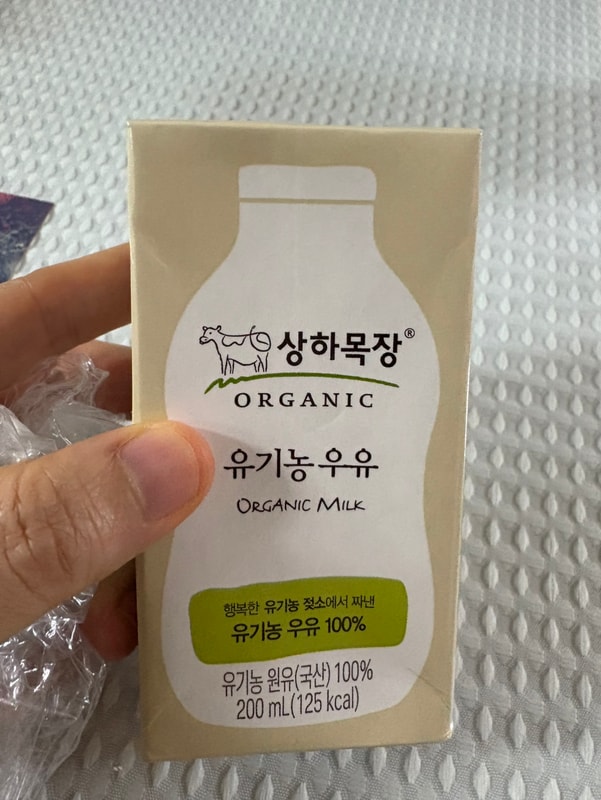 상하목장®
ORGANIC
유기농 우유
ORGANIC MILK
행복한 유기농 젖소에서 짜낸
유기농 우유 100%
유기농 원유(국산) 100%
200 mL(125 kcal)